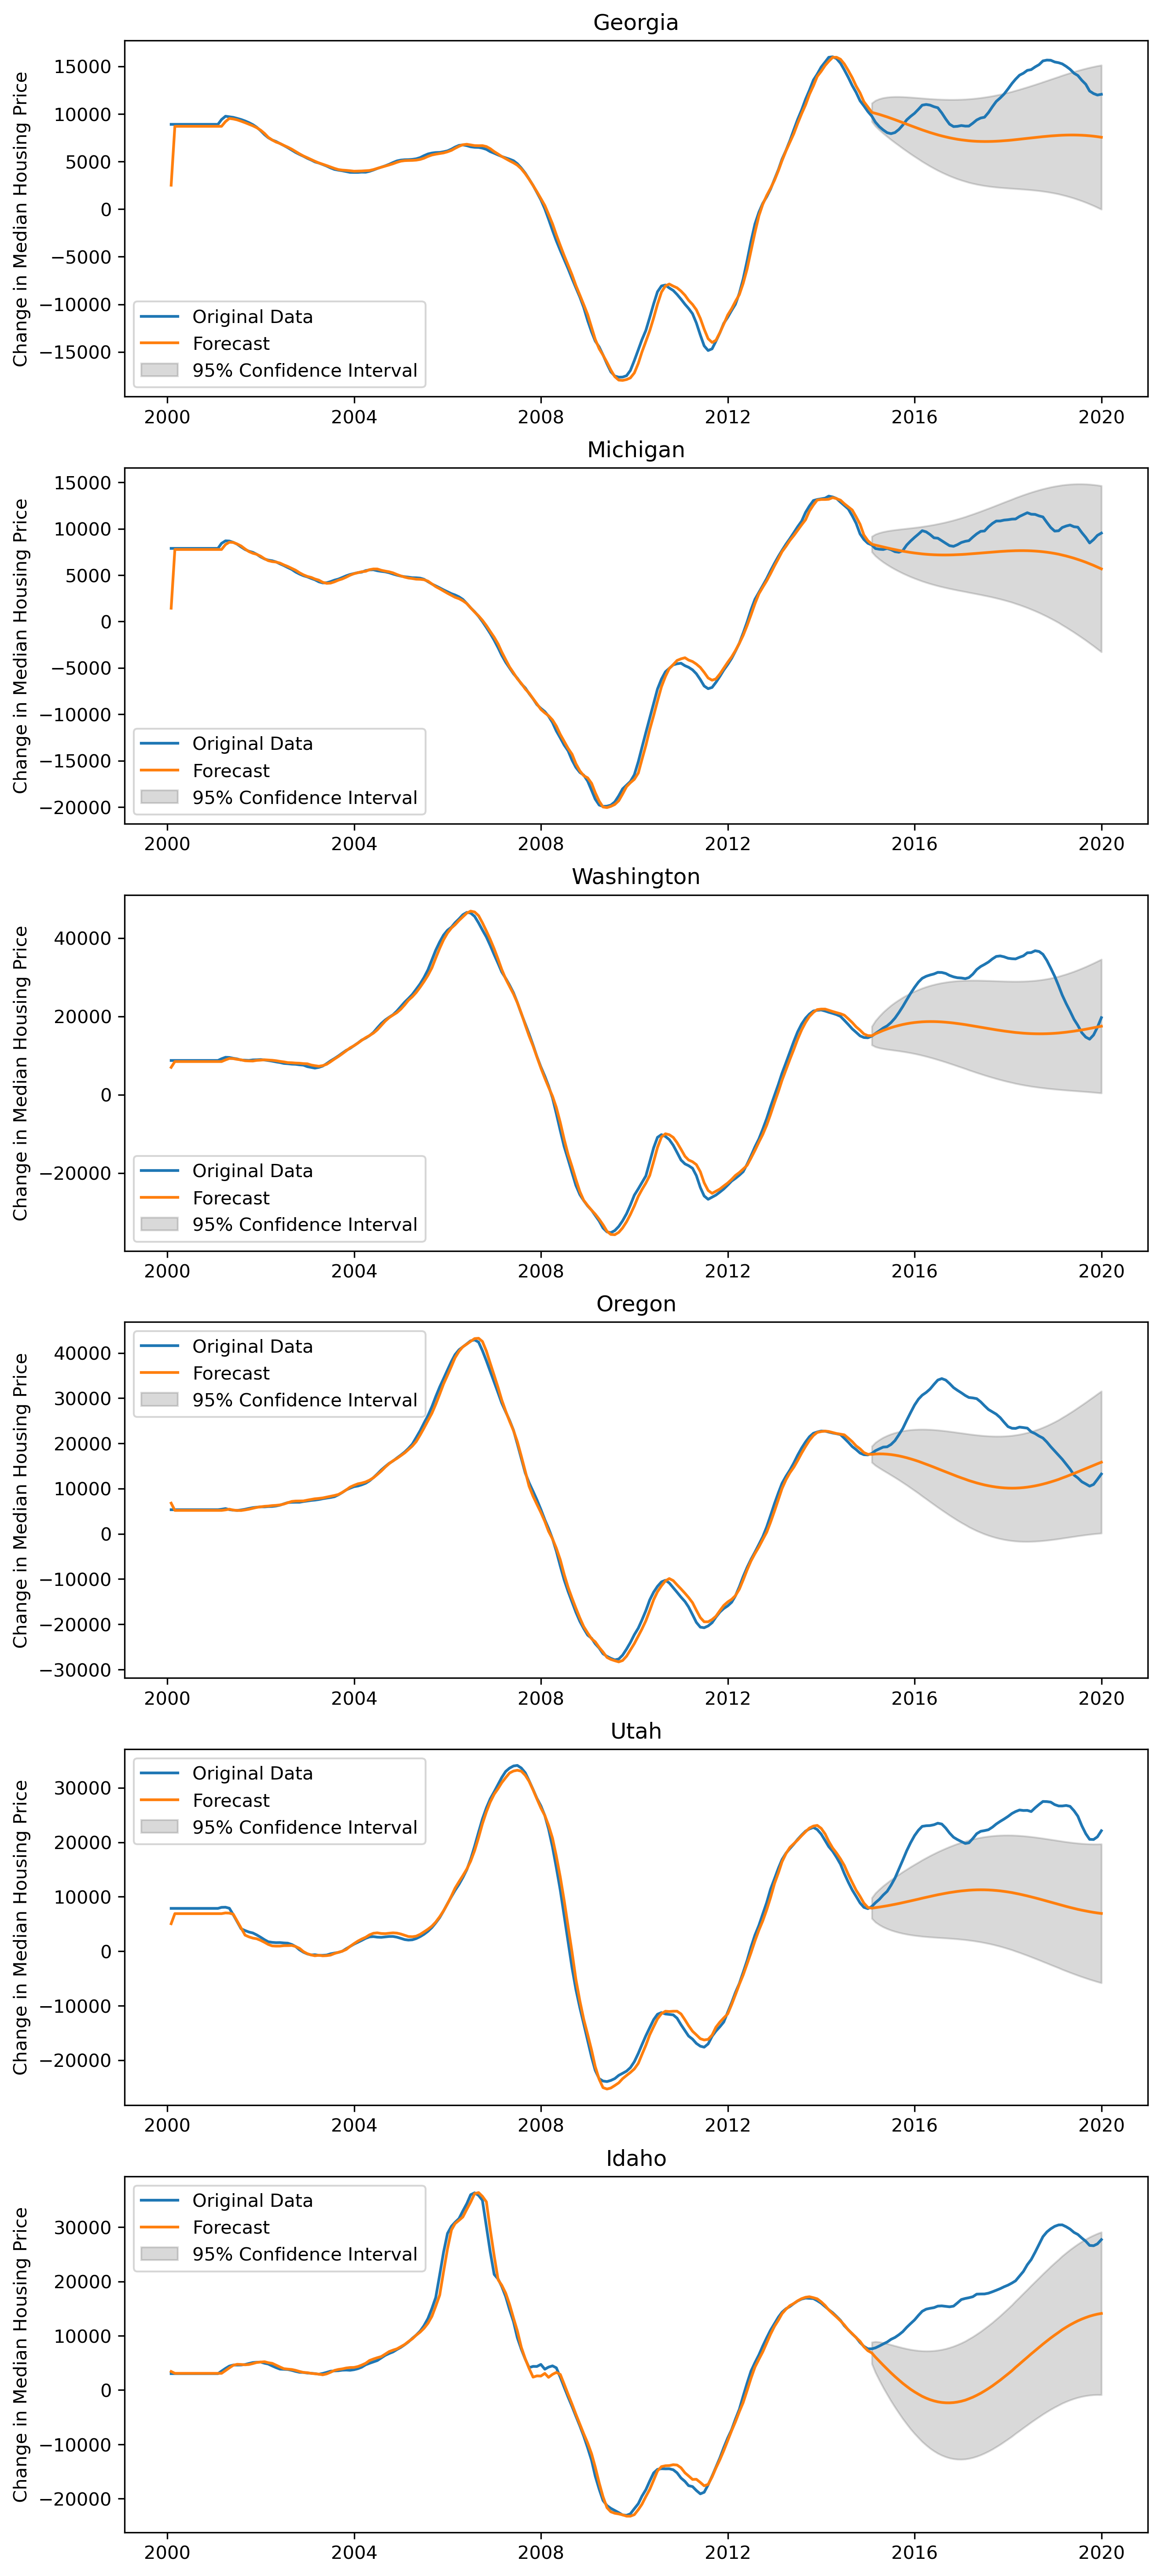 Georgia
Change in Median Housing Price
15000
10000
5000
0
−5000
−10000
−15000
Original Data
Forecast
95% Confidence Interval
2000 2004 2008 2012 2016 2020
Michigan
Change in Median Housing Price
15000
10000
5000
0
−5000
−10000
−15000
−20000
Original Data
Forecast
95% Confidence Interval
2000 2004 2008 2012 2016 2020
Washington
Change in Median Housing Price
40000
20000
0
−20000
Original Data
Forecast
95% Confidence Interval
2000 2004 2008 2012 2016 2020
Oregon
Change in Median Housing Price
40000
30000
20000
10000
0
−10000
−20000
−30000
Original Data
Forecast
95% Confidence Interval
2000 2004 2008 2012 2016 2020
Utah
Change in Median Housing Price
30000
20000
10000
0
−10000
−20000
Original Data
Forecast
95% Confidence Interval
2000 2004 2008 2012 2016 2020
Idaho
Change in Median Housing Price
30000
20000
10000
0
−10000
−20000
Original Data
Forecast
95% Confidence Interval
2000 2004 2008 2012 2016 2020